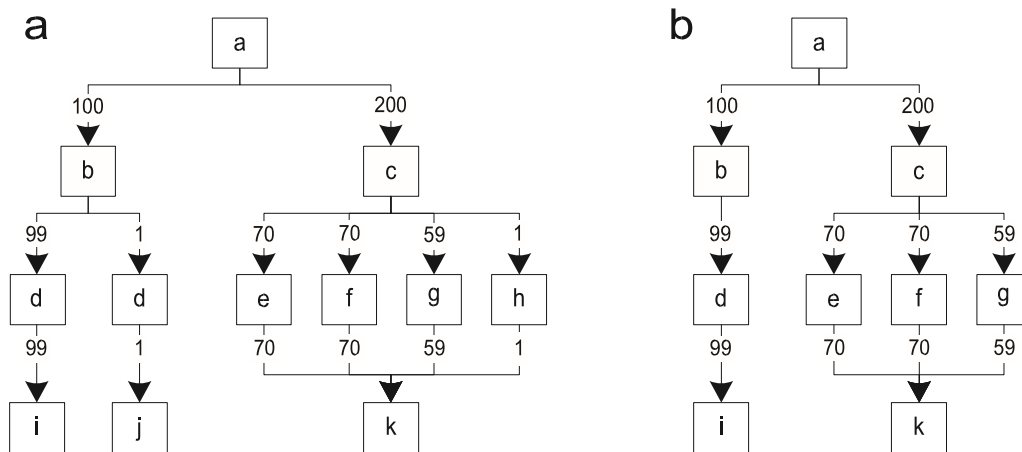 a b
a a
100 200 100 200
b c b c
99 1 70 70 59 1 99 70 70 59
d d e f g h d e f g
99 1 70 70 59 1 99 70 70 59
i j k i k